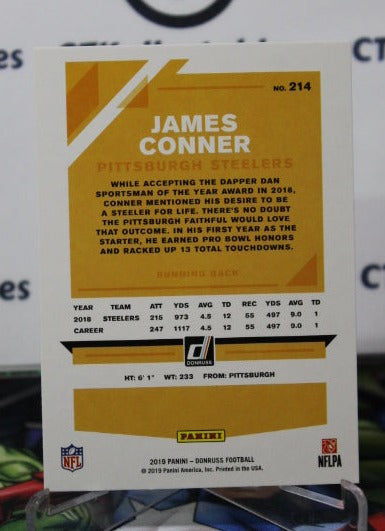 NO. 214
JAMES
CONNER
PITTSBURGH STEELERS
WHILE ACCEPTING THE DAPPER DAN
SPORTSMAN OF THE YEAR AWARD IN 2018,
CONNER MENTIONED HIS DESIRE TO BE
A STEELER FOR LIFE. THERE'S NO DOUBT
THE PITTSBURGH FAITHFUL WOULD LOVE
THAT OUTCOME. IN HIS FIRST YEAR AS THE
STARTER, HE EARNED PRO BOWL HONORS
AND RACKED UP 13 TOTAL TOUCHDOWNS.
RUNNING BACK
YEAR TEAM ATT YDS AVG TD REC YDS AVG TD
2018 STEELERS 215 973 4.5 12 55 497 9.0 1
CAREER 247 1117 4.5 12 55 497 9.0 1
DONRUSS
HT: 6' 1" WT: 233 FROM: PITTSBURGH
PANINI
2019 PANINI – DONRUSS FOOTBALL
© 2019 Panini America, Inc. Printed in the USA.
NFL
NFLPA